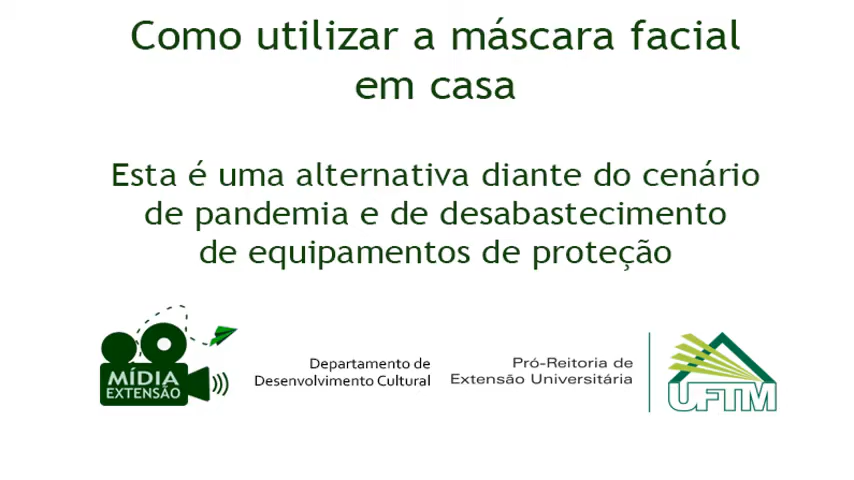 Como utilizar a máscara facial
em casa
Esta é uma alternativa diante do cenário
de pandemia e de desabastecimento
de equipamentos de proteção
MÍDIA
EXTENSÃO
Departamento de
Desenvolvimento Cultural
Pró-Reitoria de
Extensão Universitária
UFTM